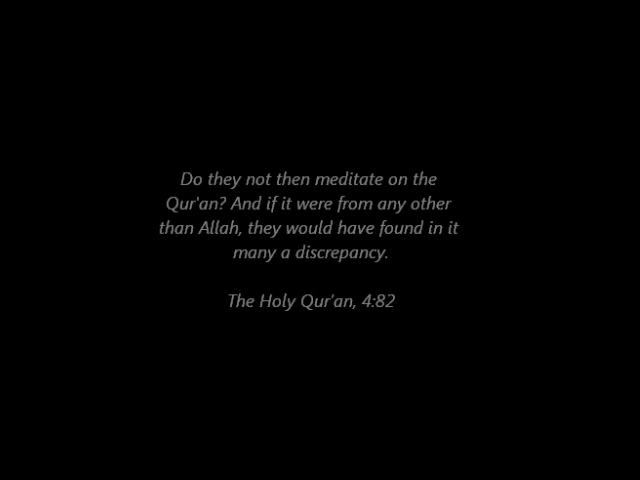 Do they not then meditate on the
Qur'an? And if it were from any other
than Allah, they would have found in it
many a discrepancy.
The Holy Qur'an, 4:82